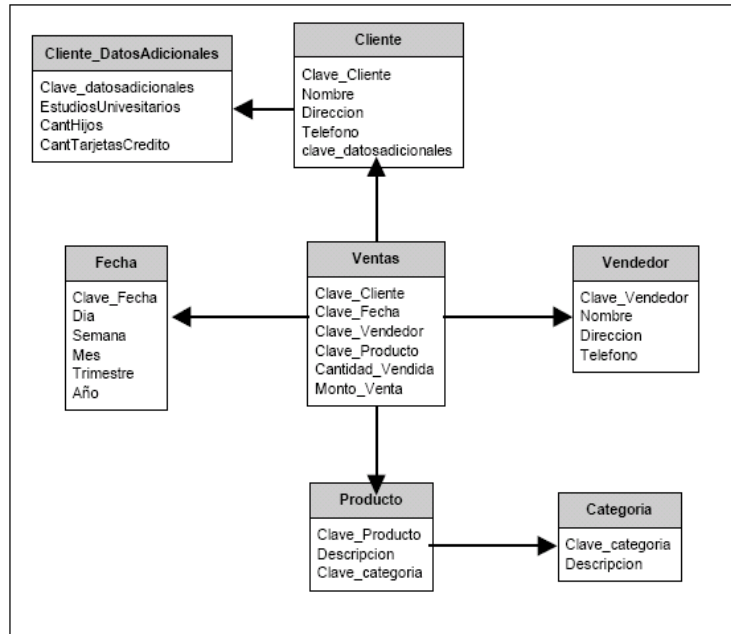 Cliente_DatosAdicionales
Clave_datosadicionales
EstudiosUnivesitarios
CantHijos
CantTarjetasCredito
Cliente
Clave_Cliente
Nombre
Direccion
Telefono
clave_datosadicionales
Fecha
Clave_Fecha
Dia
Semana
Mes
Trimestre
Año
Ventas
Clave_Cliente
Clave_Fecha
Clave_Vendedor
Clave_Producto
Cantidad_Vendida
Monto_Venta
Vendedor
Clave_Vendedor
Nombre
Direccion
Telefono
Producto
Clave_Producto
Descripcion
Clave_categoria
Categoria
Clave_categoria
Descripcion